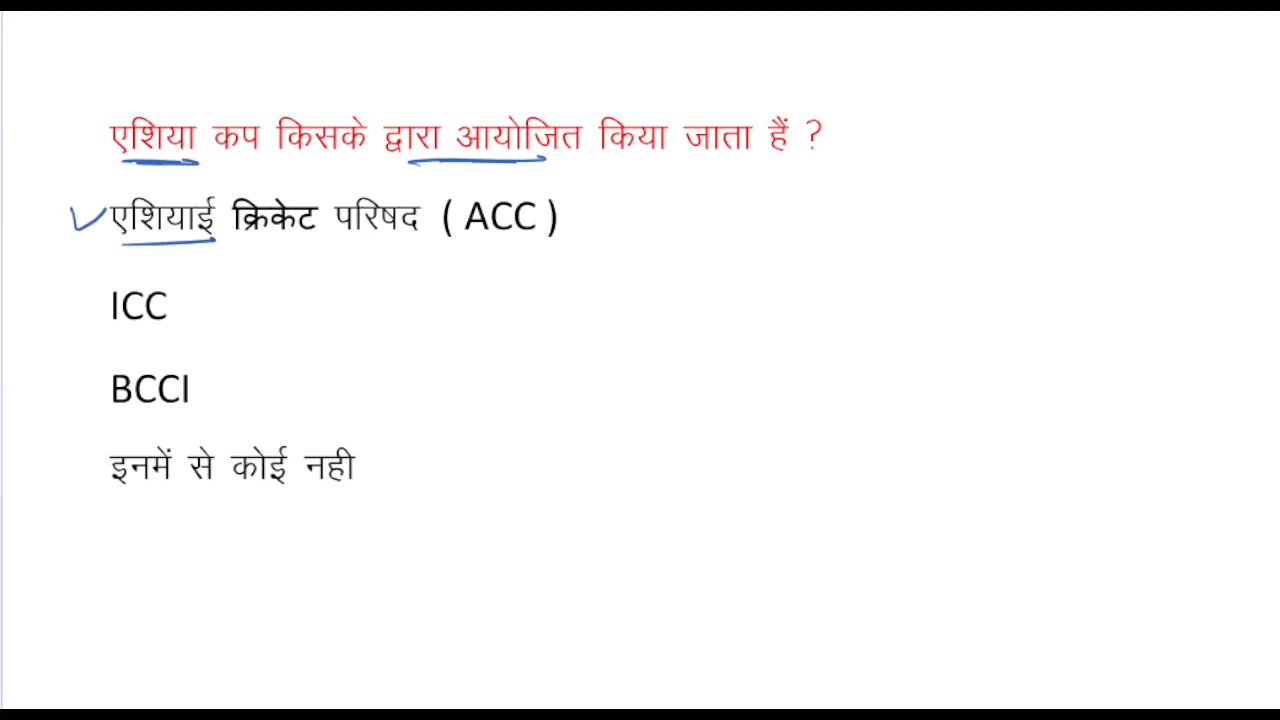 एशिया कप किसके द्वारा आयोजित किया जाता हैं ?
एशियाई क्रिकेट परिषद ( ACC )
ICC
BCCI
इनमें से कोई नही